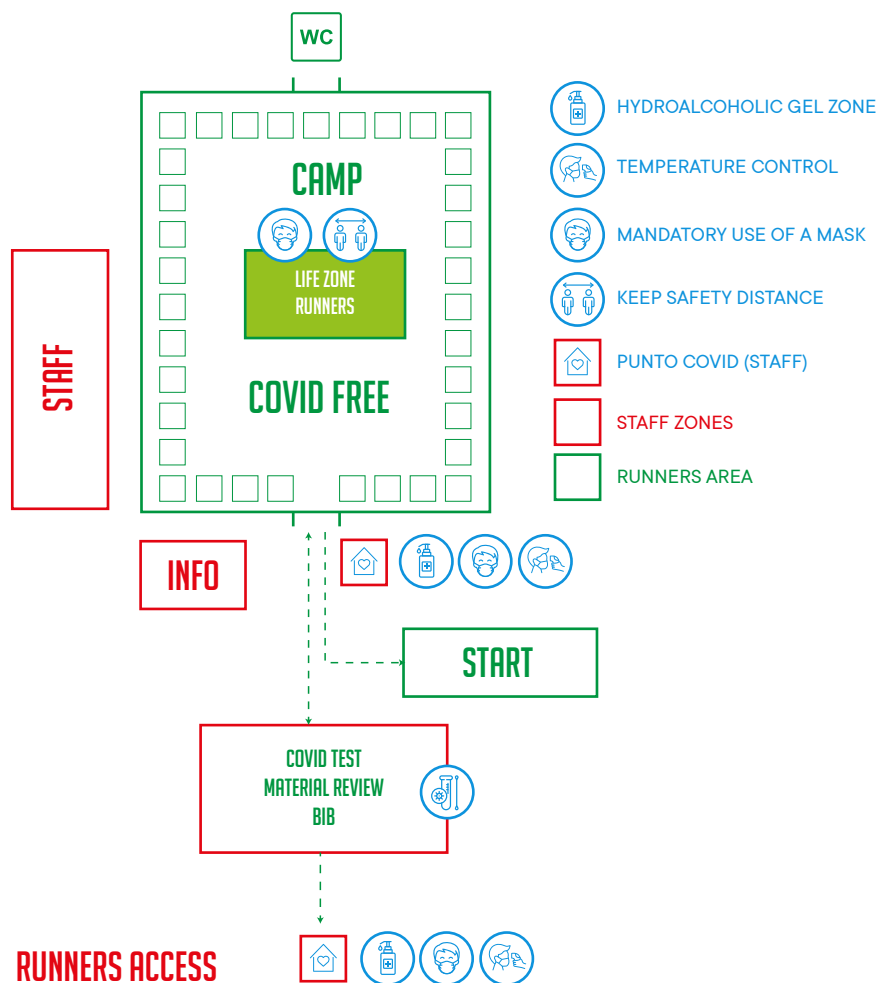 WC
CAMP
LIFE ZONE
RUNNERS
COVID FREE
STAFF
INFO
START
COVID TEST
MATERIAL REVIEW
BIB
RUNNERS ACCESS
HYDROALCOHOLIC GEL ZONE
TEMPERATURE CONTROL
MANDATORY USE OF A MASK
KEEP SAFETY DISTANCE
PUNTO COVID (STAFF)
STAFF ZONES
RUNNERS AREA